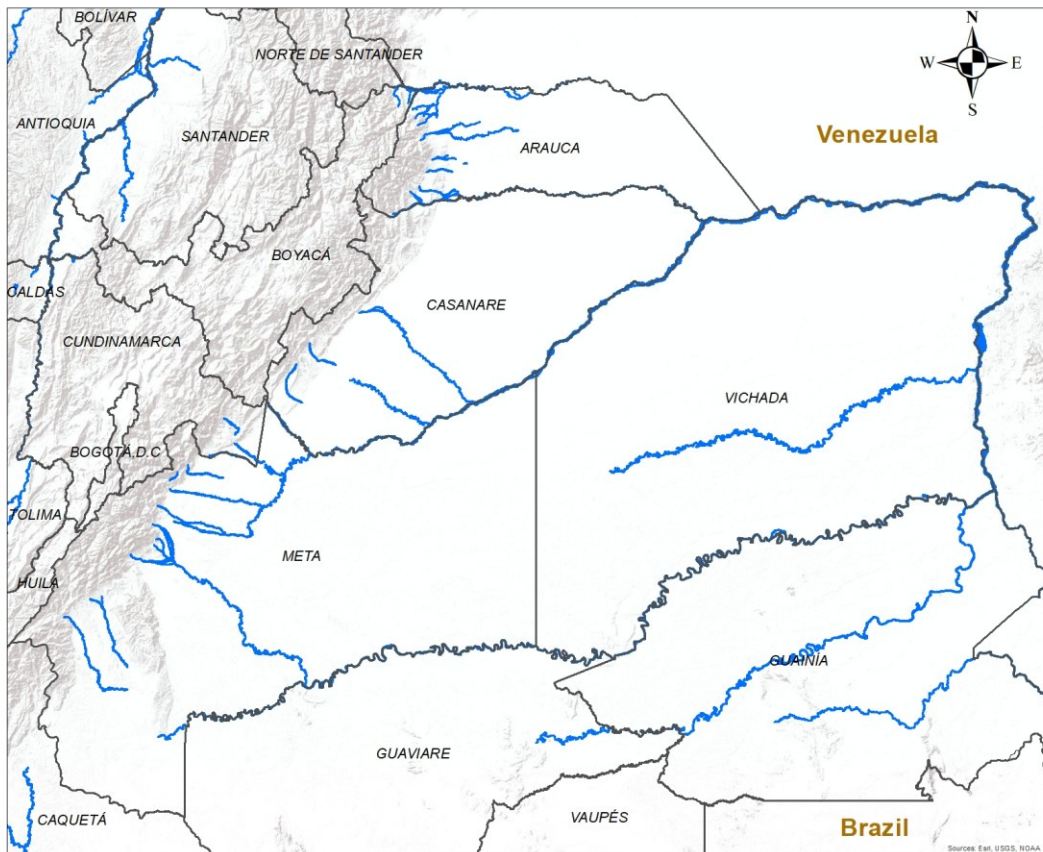 BOLÍVAR
N
NORTE DE SANTANDER
W
E
S
ANTIOQUIA
SANTANDER
ARAUCA
Venezuela
BOYACÁ
CALDAS
CASANARE
CUNDINAMARCA
VICHADA
BOGOTÁ,D.C
TOLIMA
META
HUILA
GUAINÍA
GUAVIARE
CAQUETÁ
VAUPÉS
Brazil
Sources: Esri, USGS, NOAA